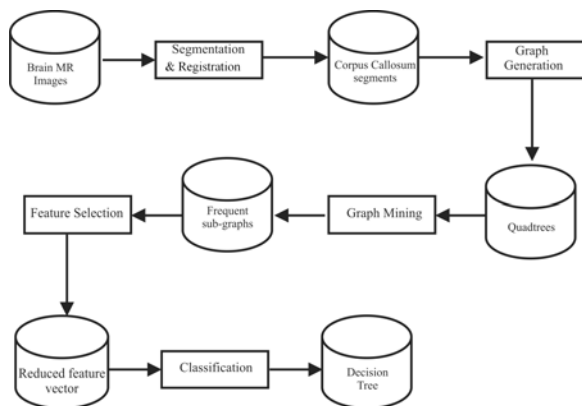 Brain MR
Images
Segmentation
& Registration
Corpus Callosum
segments
Graph
Generation
Feature Selection
Frequent
sub-graphs
Graph Mining
Quadtrees
Reduced feature
vector
Classification
Decision
Tree